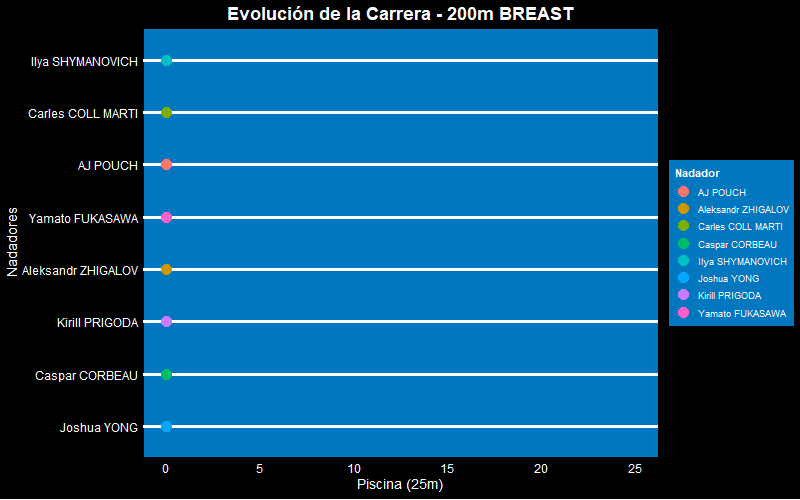 Evolución de la Carrera - 200m BREAST
Nadadores
Ilya SHYMANOVICH
Carles COLL MARTI
AJ POUCH
Yamato FUKASAWA
Aleksandr ZHIGALOV
Kirill PRIGODA
Caspar CORBEAU
Joshua YONG
0 5 10 15 20 25
Piscina (25m)
Nadador
AJ POUCH
Aleksandr ZHIGALOV
Carles COLL MARTI
Caspar CORBEAU
Ilya SHYMANOVICH
Joshua YONG
Kirill PRIGODA
Yamato FUKASAWA